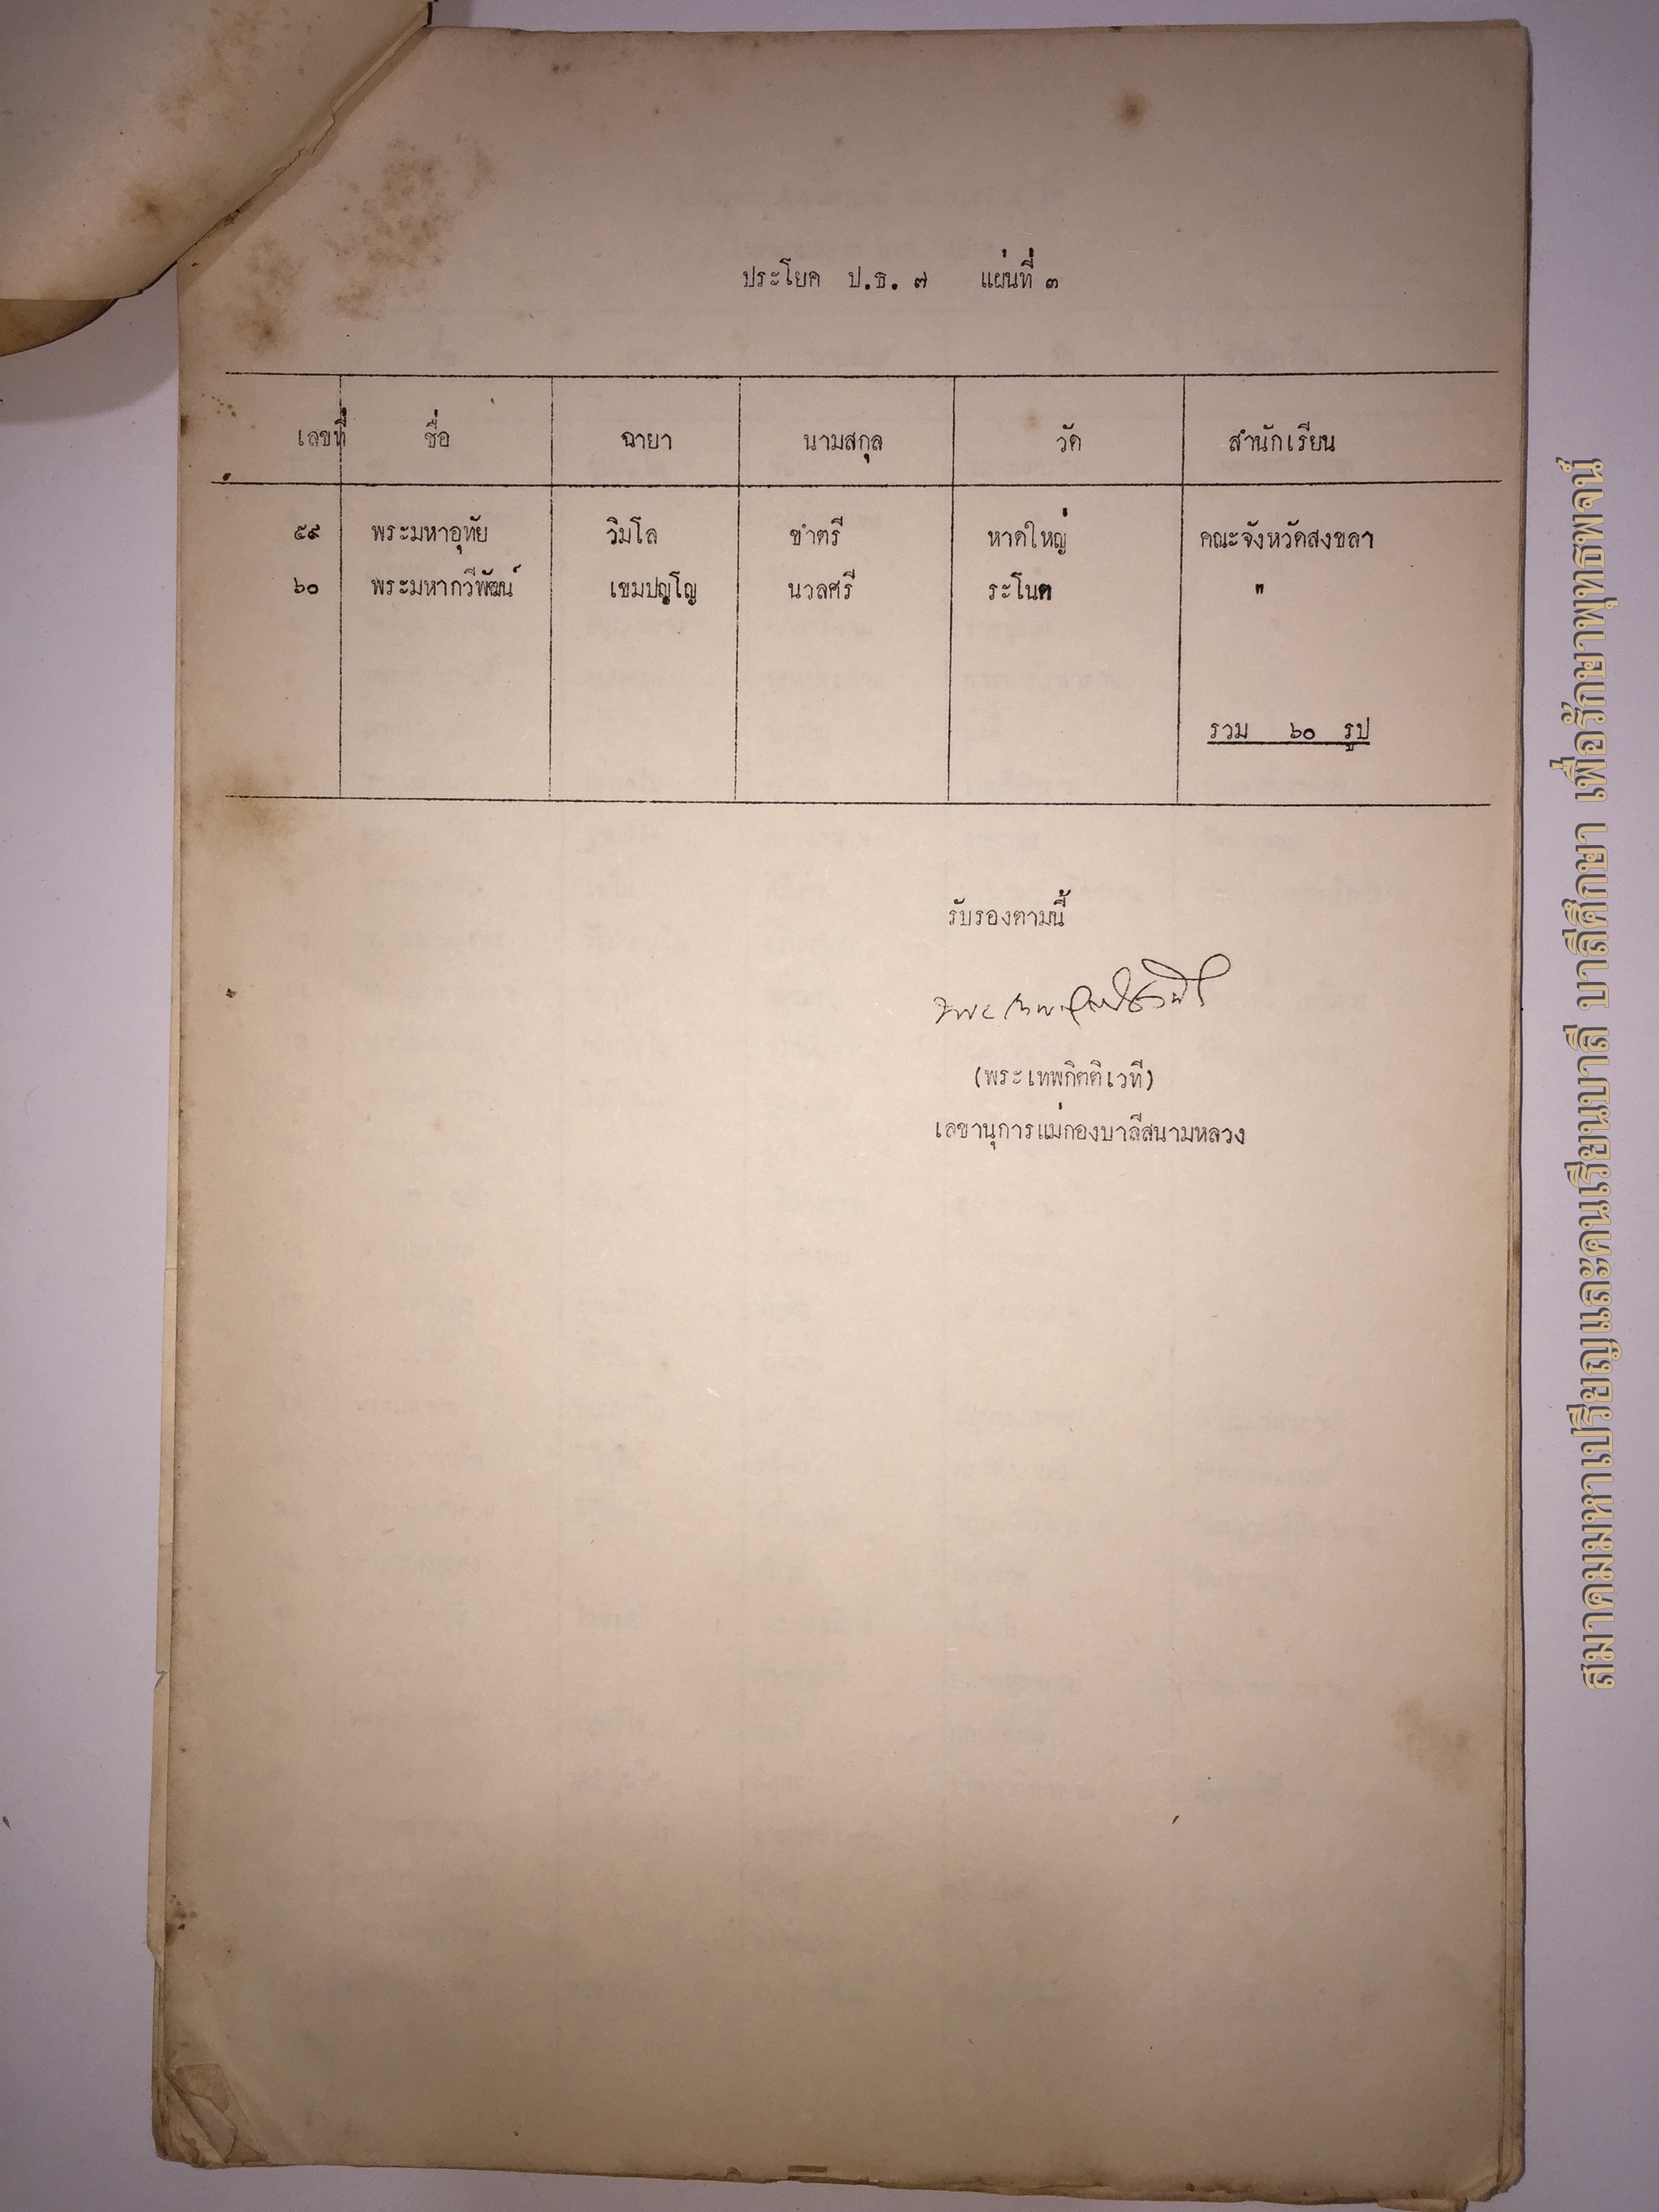 ประโยค ป.ธ. ๗ แผ่นที่ ๓
เลขที่ ชื่อ ฉายา นามสกุล วัด สำนักเรียน
๕๙ พระมหาอุทัย วิมโล ขำตรี หาดใหญ่ คณะจังหวัดสงขลา
๖๐ พระมหากวีพัฒน์ เขมปญฺโญ นวลศรี ระโนต "
รวม ๖๐ รูป
รับรองตามนี้
(พระเทพกิตติเวที)
เลขานุการแม่กองบาลีสนามหลวง
สมาคมมหาเปรียญและคนเรียนบาลี บาลีศึกษา เพื่อรักษาพุทธพจน์